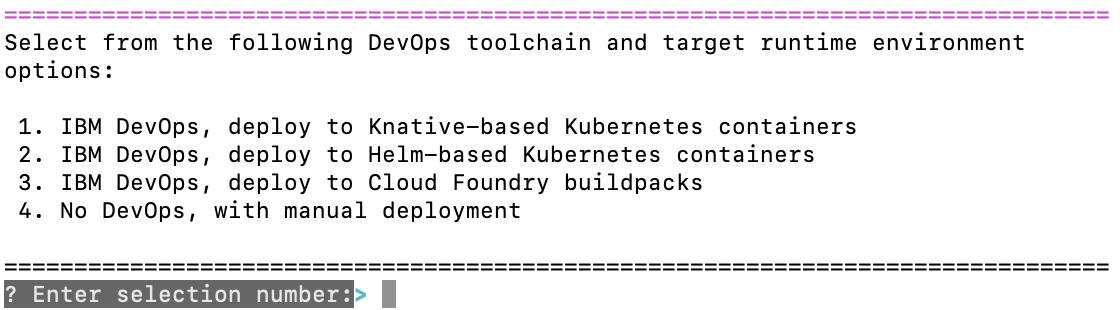 ===============================================================================
Select from the following DevOps toolchain and target runtime environment
options:
1. IBM DevOps, deploy to Knative-based Kubernetes containers
2. IBM DevOps, deploy to Helm-based Kubernetes containers
3. IBM DevOps, deploy to Cloud Foundry buildpacks
4. No DevOps, with manual deployment
===============================================================================
? Enter selection number:>